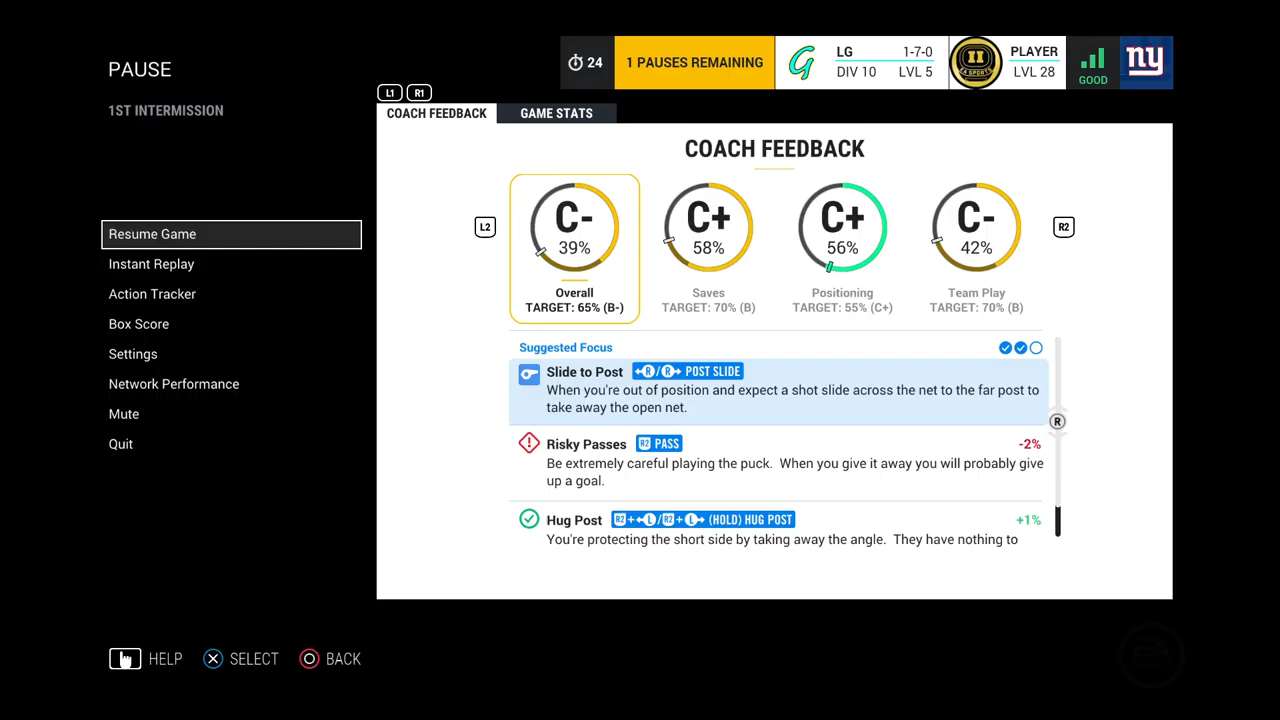 PAUSE
1ST INTERMISSION
24
1 PAUSES REMAINING
LG 1-7-0
DIV 10 LVL 5
PLAYER
LVL 28
GOOD
ny
L1 R1
COACH FEEDBACK GAME STATS
COACH FEEDBACK
L2
C- 39%
C+ 58%
C+ 56%
C- 42%
R2
Overall Saves Positioning Team Play
TARGET: 65% (B-) TARGET: 70% (B) TARGET: 55% (C+) TARGET: 70% (B)
Resume Game
Instant Replay
Action Tracker
Box Score
Settings
Network Performance
Mute
Quit
Suggested Focus
Slide to Post R/R POST SLIDE
When you're out of position and expect a shot slide across the net to the far post to
take away the open net.
R
Risky Passes R2 PASS -2%
Be extremely careful playing the puck. When you give it away you will probably give
up a goal.
Hug Post R2+L/R2+L (HOLD) HUG POST +1%
You're protecting the short side by taking away the angle. They have nothing to
HELP SELECT BACK